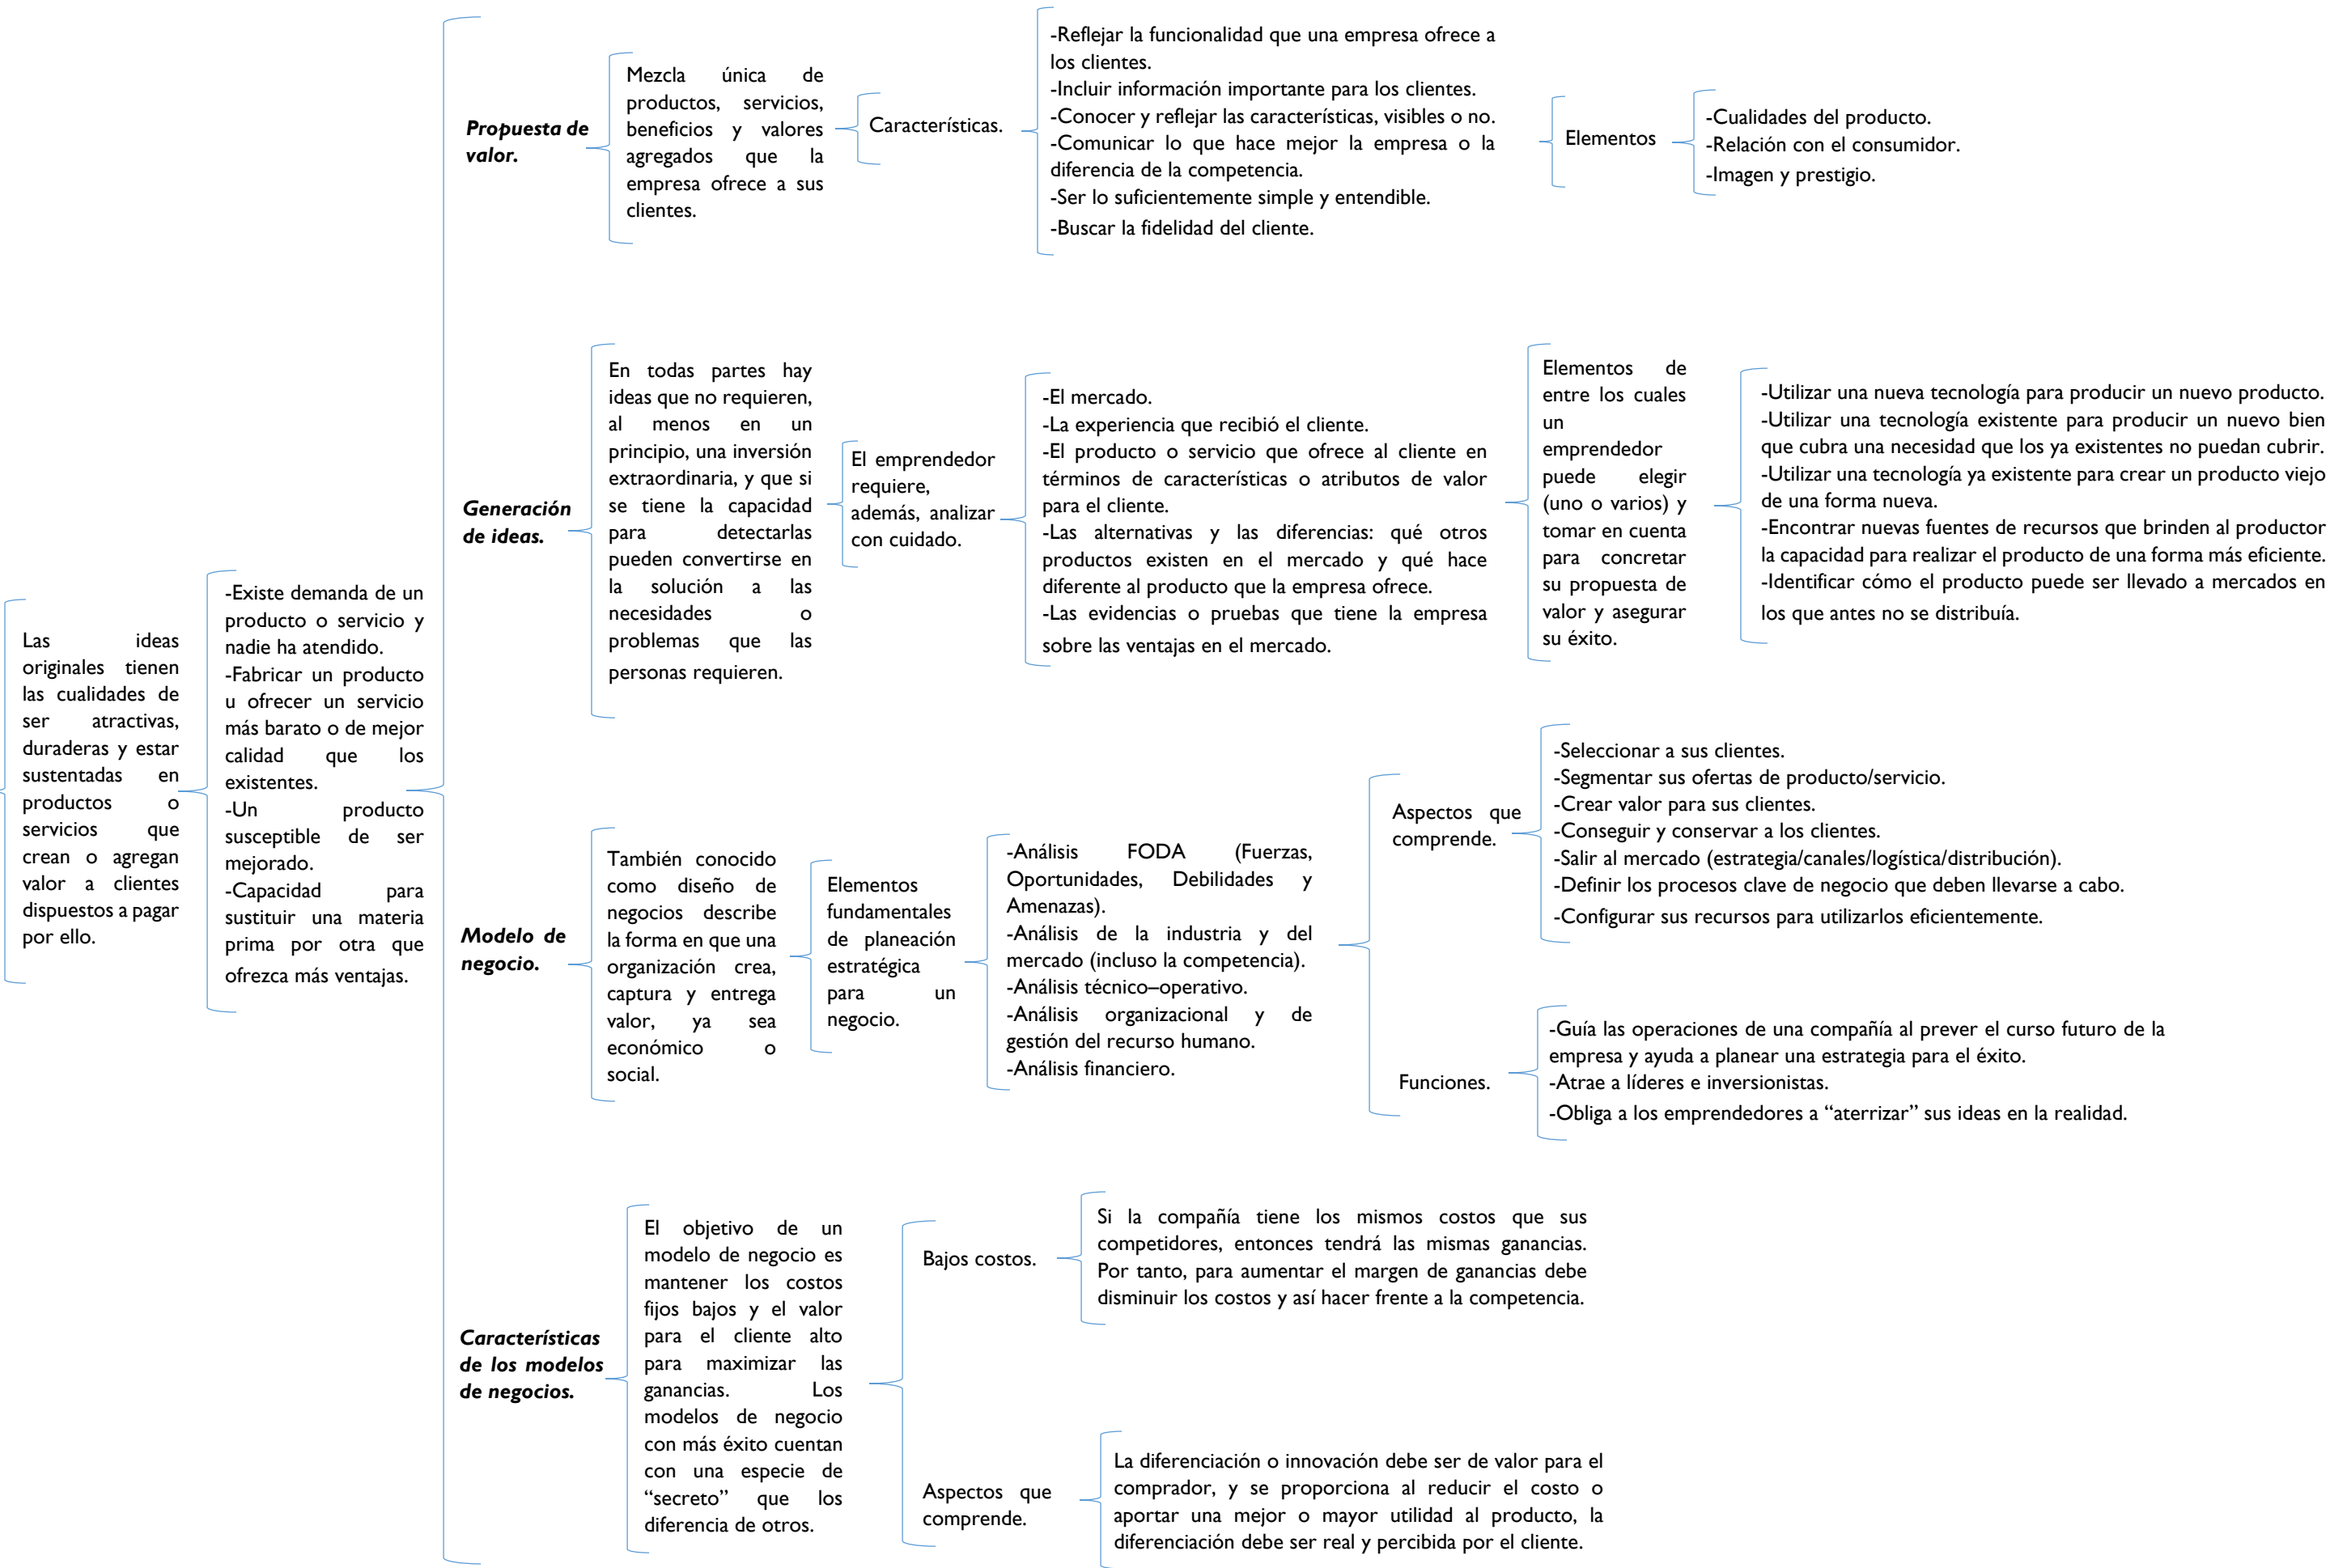 Las ideas
originales tienen
las cualidades de
ser atractivas,
duraderas y estar
sustentadas en
productos o
servicios que
crean o agregan
valor a clientes
dispuestos a pagar
por ello.
-Existe demanda de un
producto o servicio y
nadie ha atendido.
-Fabricar un producto
u ofrecer un servicio
más barato o de mejor
calidad que los
existentes.
-Un producto
susceptible de ser
mejorado.
-Capacidad para
sustituir una materia
prima por otra que
ofrezca más ventajas.
Propuesta de
valor.
Mezcla única de
productos, servicios,
beneficios y valores
agregados que la
empresa ofrece a sus
clientes.
Características.
-Reflejar la funcionalidad que una empresa ofrece a
los clientes.
-Incluir información importante para los clientes.
-Conocer y reflejar las características, visibles o no.
-Comunicar lo que hace mejor la empresa o la
diferencia de la competencia.
-Ser lo suficientemente simple y entendible.
-Buscar la fidelidad del cliente.
Elementos
-Cualidades del producto.
-Relación con el consumidor.
-Imagen y prestigio.
Generación
de ideas.
En todas partes hay
ideas que no requieren,
al menos en un
principio, una inversión
extraordinaria, y que si
se tiene la capacidad
para detectarlas
pueden convertirse en
la solución a las
necesidades o
problemas que las
personas requieren.
El emprendedor
requiere,
además, analizar
con cuidado.
-El mercado.
-La experiencia que recibió el cliente.
-El producto o servicio que ofrece al cliente en
términos de características o atributos de valor
para el cliente.
-Las alternativas y las diferencias: qué otros
productos existen en el mercado y qué hace
diferente al producto que la empresa ofrece.
-Las evidencias o pruebas que tiene la empresa
sobre las ventajas en el mercado.
Elementos de
entre los cuales
un
emprendedor
puede elegir
(uno o varios) y
tomar en cuenta
para concretar
su propuesta de
valor y asegurar
su éxito.
-Utilizar una nueva tecnología para producir un nuevo producto.
-Utilizar una tecnología existente para producir un nuevo bien
que cubra una necesidad que los ya existentes no puedan cubrir.
-Utilizar una tecnología ya existente para crear un producto viejo
de una forma nueva.
-Encontrar nuevas fuentes de recursos que brinden al productor
la capacidad para realizar el producto de una forma más eficiente.
-Identificar cómo el producto puede ser llevado a mercados en
los que antes no se distribuía.
Modelo de
negocio.
También conocido
como diseño de
negocios describe
la forma en que una
organización crea,
captura y entrega
valor, ya sea
económico o
social.
Elementos
fundamentales
de planeación
estratégica
para un
negocio.
-Análisis FODA (Fuerzas,
Oportunidades, Debilidades y
Amenazas).
-Análisis de la industria y del
mercado (incluso la competencia).
-Análisis técnico–operativo.
-Análisis organizacional y de
gestión del recurso humano.
-Análisis financiero.
Aspectos que
comprende.
-Seleccionar a sus clientes.
-Segmentar sus ofertas de producto/servicio.
-Crear valor para sus clientes.
-Conseguir y conservar a los clientes.
-Salir al mercado (estrategia/canales/logística/distribución).
-Definir los procesos clave de negocio que deben llevarse a cabo.
-Configurar sus recursos para utilizarlos eficientemente.
Funciones.
-Guía las operaciones de una compañía al prever el curso futuro de la
empresa y ayuda a planear una estrategia para el éxito.
-Atrae a líderes e inversionistas.
-Obliga a los emprendedores a “aterrizar” sus ideas en la realidad.
Características
de los modelos
de negocios.
El objetivo de un
modelo de negocio es
mantener los costos
fijos bajos y el valor
para el cliente alto
para maximizar las
ganancias. Los
modelos de negocio
con más éxito cuentan
con una especie de
“secreto” que los
diferencia de otros.
Bajos costos.
Si la compañía tiene los mismos costos que sus
competidores, entonces tendrá las mismas ganancias.
Por tanto, para aumentar el margen de ganancias debe
disminuir los costos y así hacer frente a la competencia.
Aspectos que
comprende.
La diferenciación o innovación debe ser de valor para el
comprador, y se proporciona al reducir el costo o
aportar una mejor o mayor utilidad al producto, la
diferenciación debe ser real y percibida por el cliente.